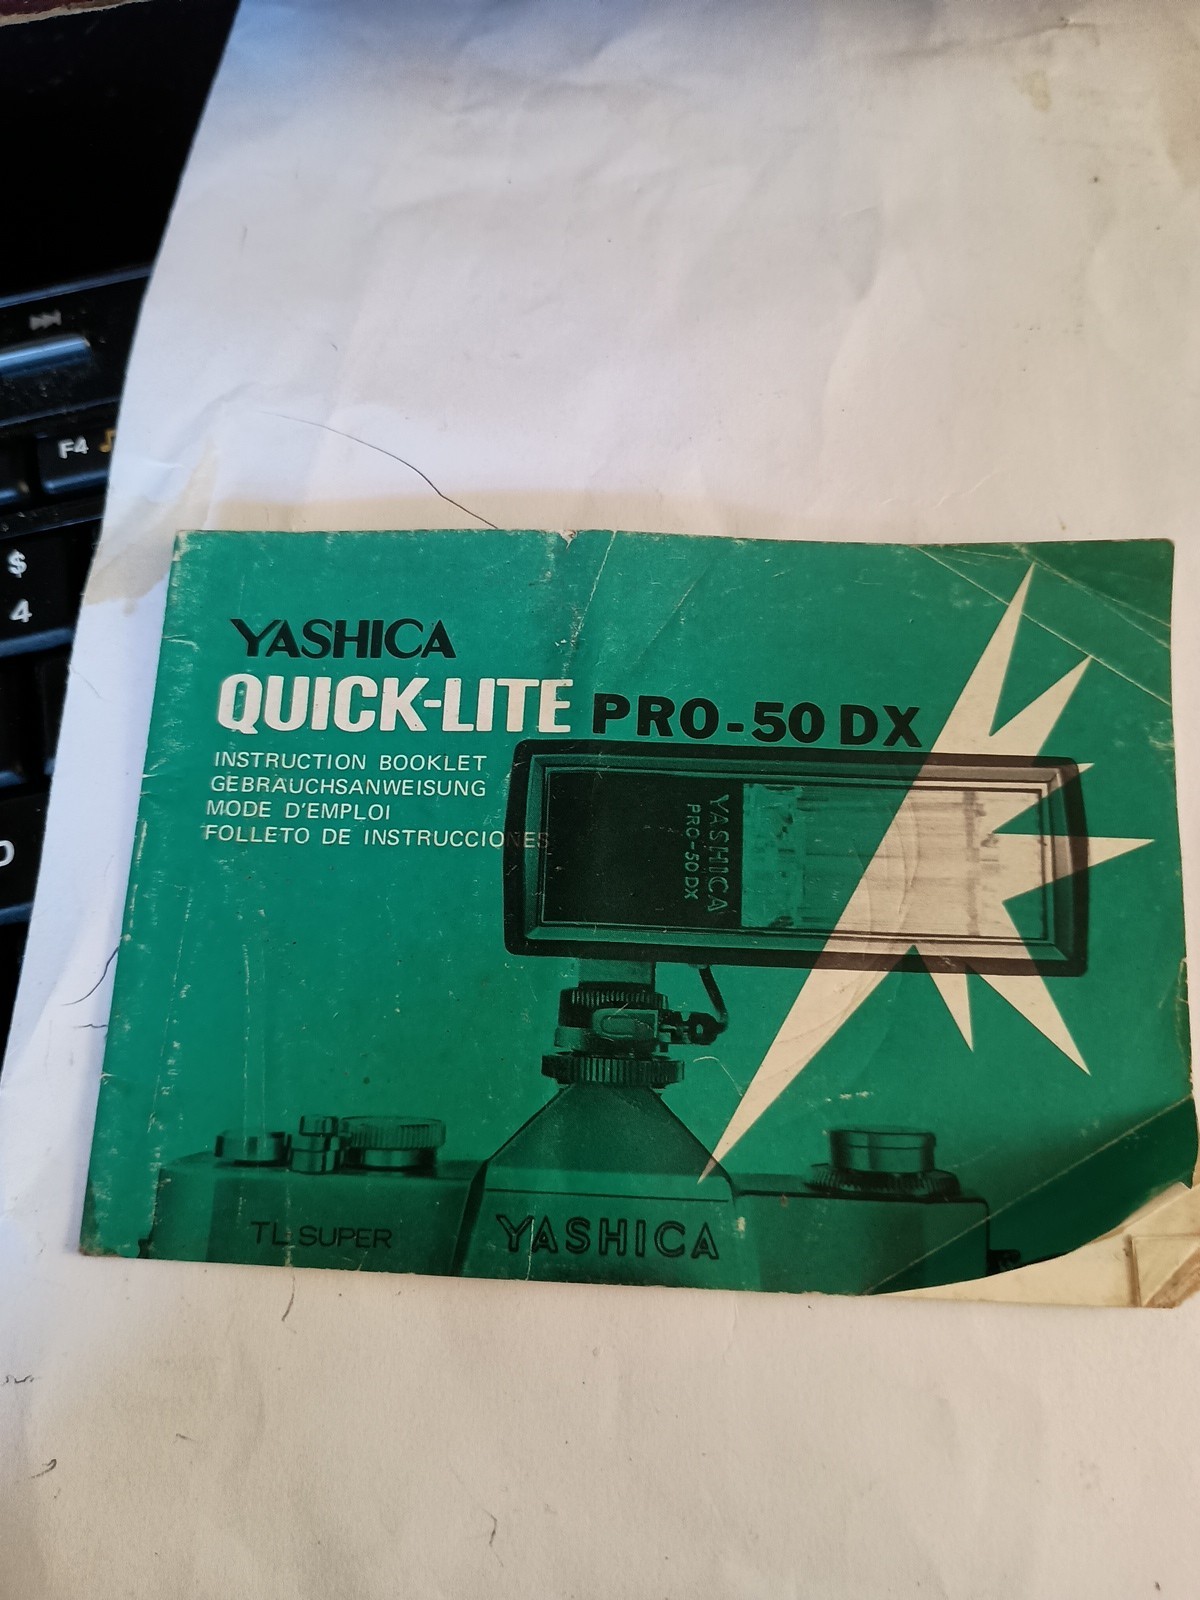 F4
$
4
YASHICA
QUICK-LITE PRO-50 DX
INSTRUCTION BOOKLET
GEBRAUCHSANWEISUNG
MODE D'EMPLOI
FOLLETO DE INSTRUCCIONES
YASHICA
PRO-50 DX
TL SUPER
YASHICA